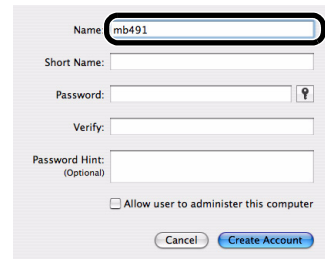 Name: mb491
Short Name:
Password:
Verify:
Password Hint:
(Optional)
Allow user to administer this computer
Cancel Create Account